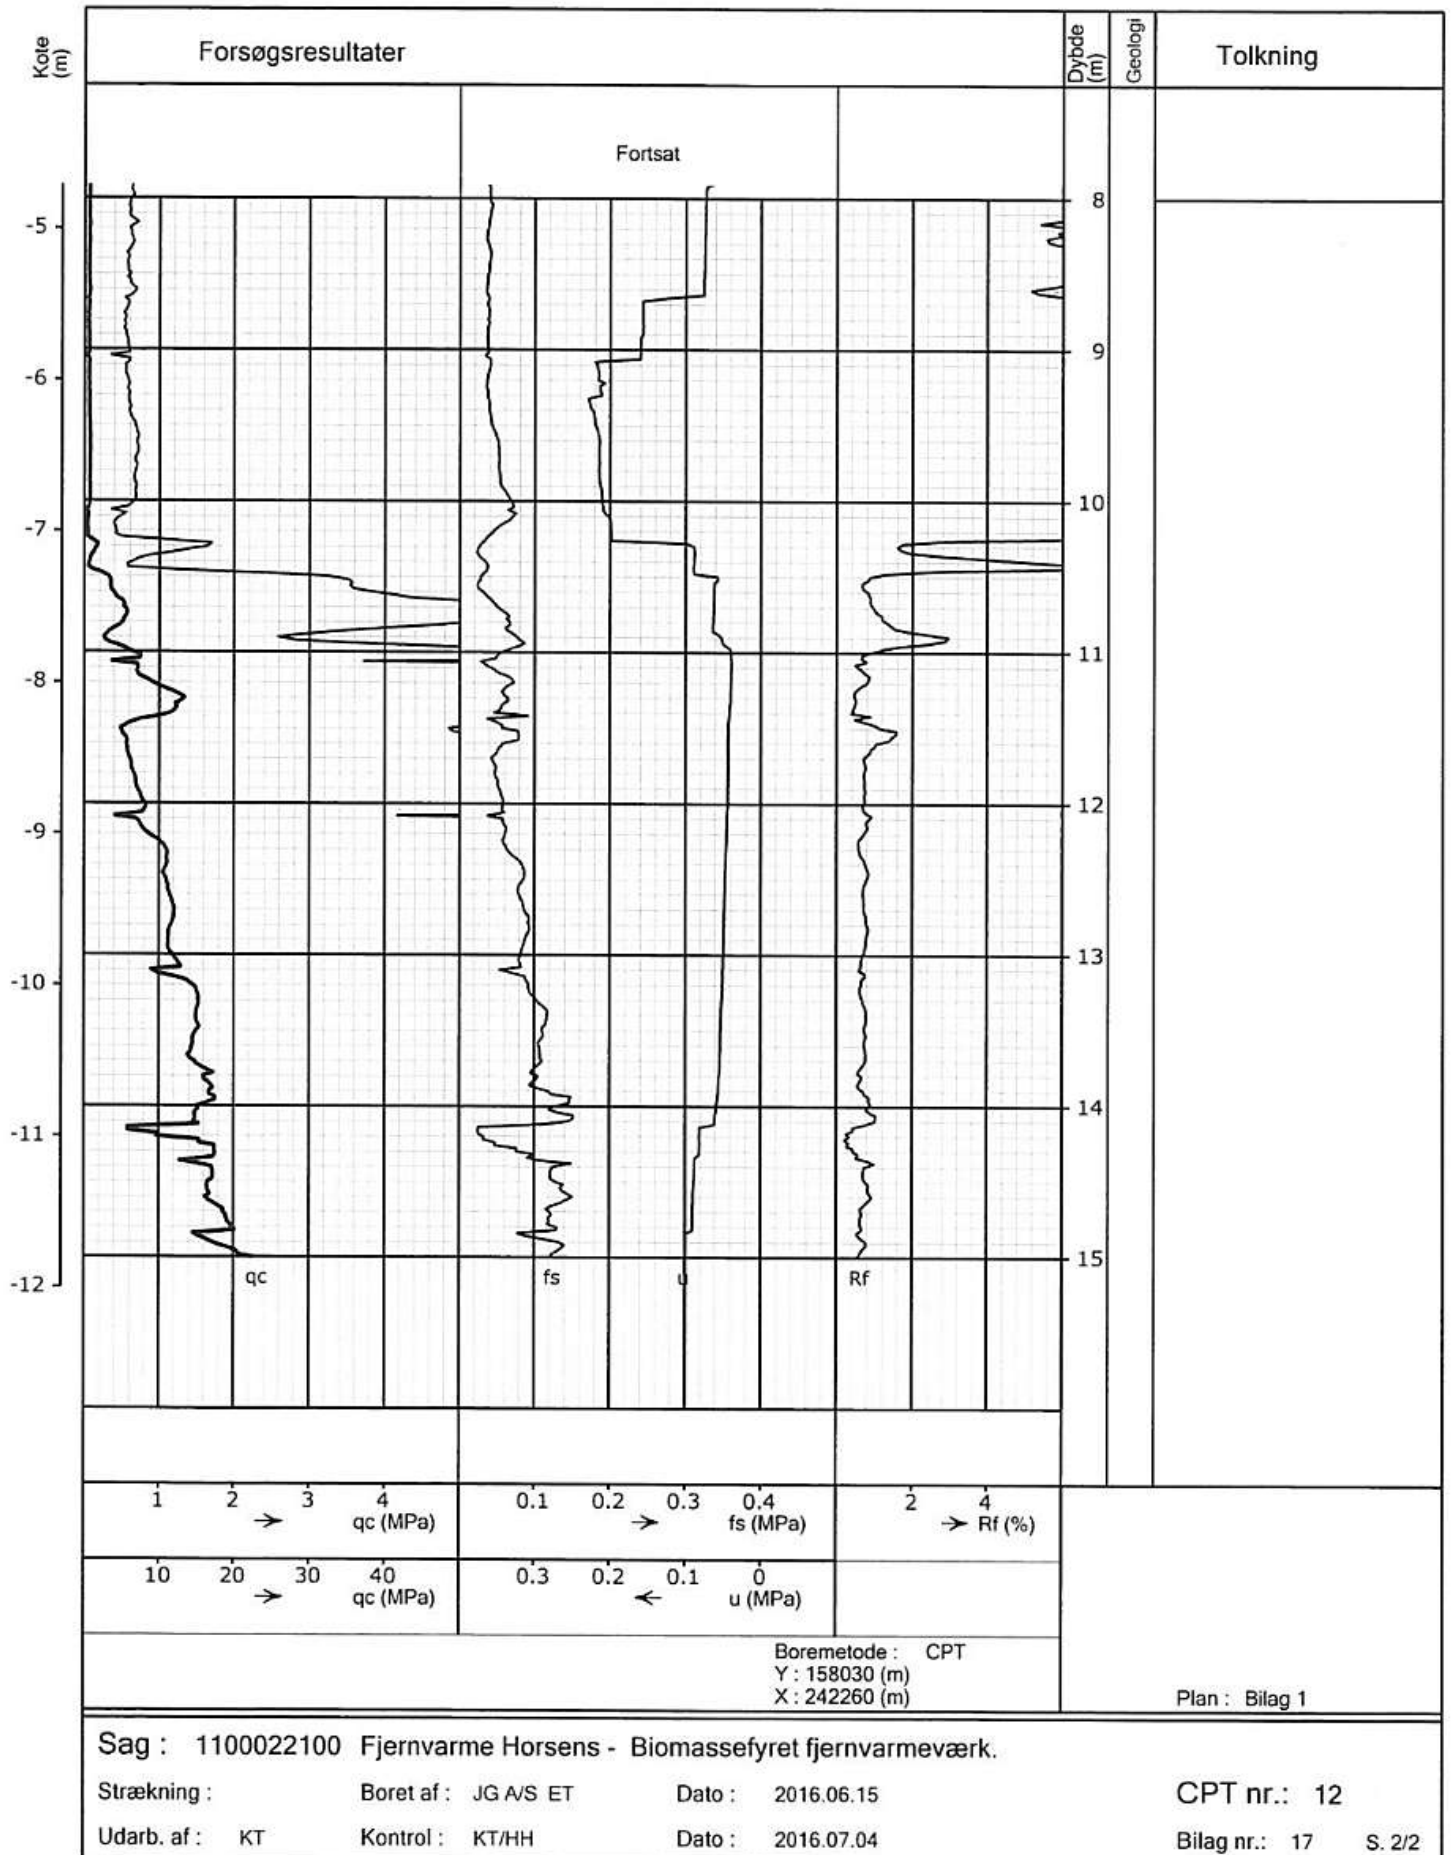 Kote (m) Forsøgsresultater Dybde (m) Geologi Tolkning
Fortsat
8
-5
9
-6
10
-7
11
-8
12
-9
13
-10
14
-11
15
-12 qc fs u Rf
1 2 3 4 0.1 0.2 0.3 0.4 2 4
→ qc (MPa) → fs (MPa) → Rf (%)
10 20 30 40 0.3 0.2 0.1 0
→ qc (MPa) ← u (MPa)
Boremetode : CPT
Y : 158030 (m)
X : 242260 (m) Plan : Bilag 1
Sag : 1100022100 Fjernvarme Horsens - Biomassefyret fjernvarmeværk.
Strækning : Boret af : JG A/S ET Dato : 2016.06.15 CPT nr.: 12
Udarb. af : KT Kontrol : KT/HH Dato : 2016.07.04 Bilag nr.: 17 S. 2/2